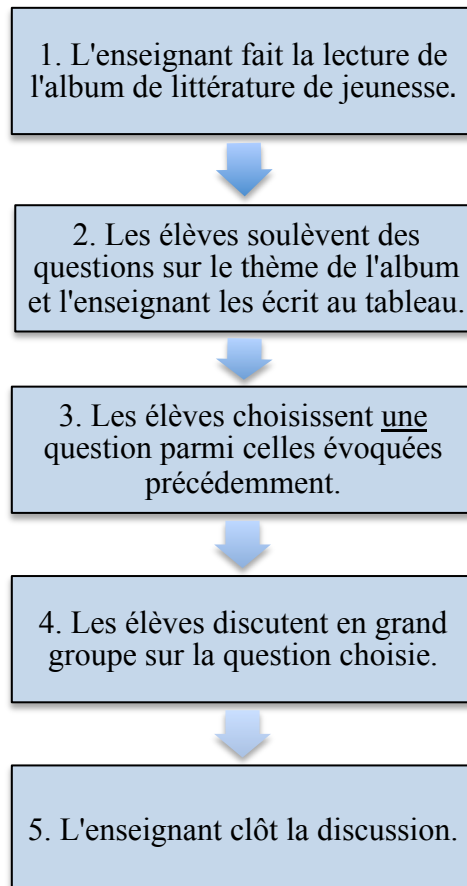 1. L'enseignant fait la lecture de
l'album de littérature de jeunesse.
2. Les élèves soulèvent des
questions sur le thème de l'album
et l'enseignant les écrit au tableau.
3. Les élèves choisissent une
question parmi celles évoquées
précédemment.
4. Les élèves discutent en grand
groupe sur la question choisie.
5. L'enseignant clôt la discussion.